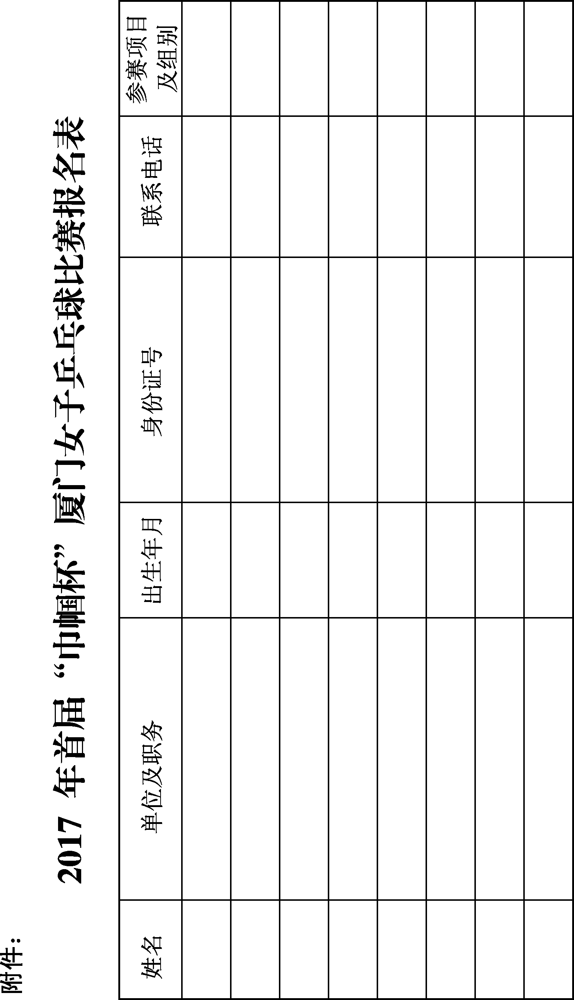 附件：
2017 年首届“巾帼杯”厦门女子乒乓球比赛报名表
姓名
单位及职务
出生年月
身份证号
联系电话
参赛项目
及组别